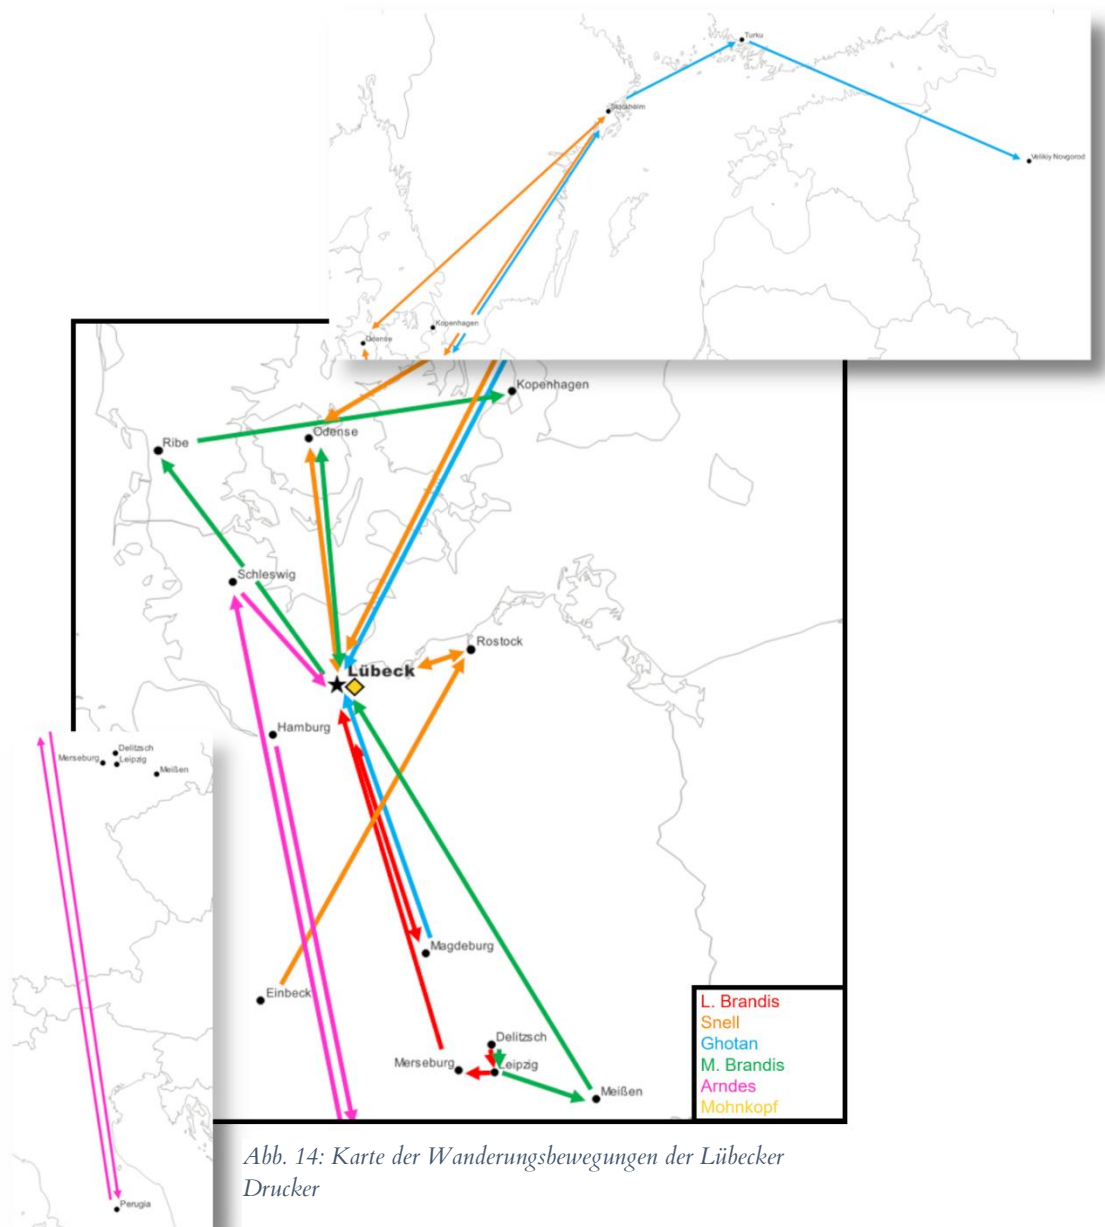 Turku
Stockholm
Velikiy Novgorod
Kopenhagen
Odense
Kopenhagen
Ribe
Odense
Schleswig
Rostock
Lübeck
Hamburg
Delitzsch
Merseburg
Leipzig
Meißen
Magdeburg
Einbeck
Delitzsch
Merseburg
Leipzig
Meißen
L. Brandis
Snell
Ghotan
M. Brandis
Arndes
Mohnkopf
Abb. 14: Karte der Wanderungsbewegungen der Lübecker
Drucker
Perugia